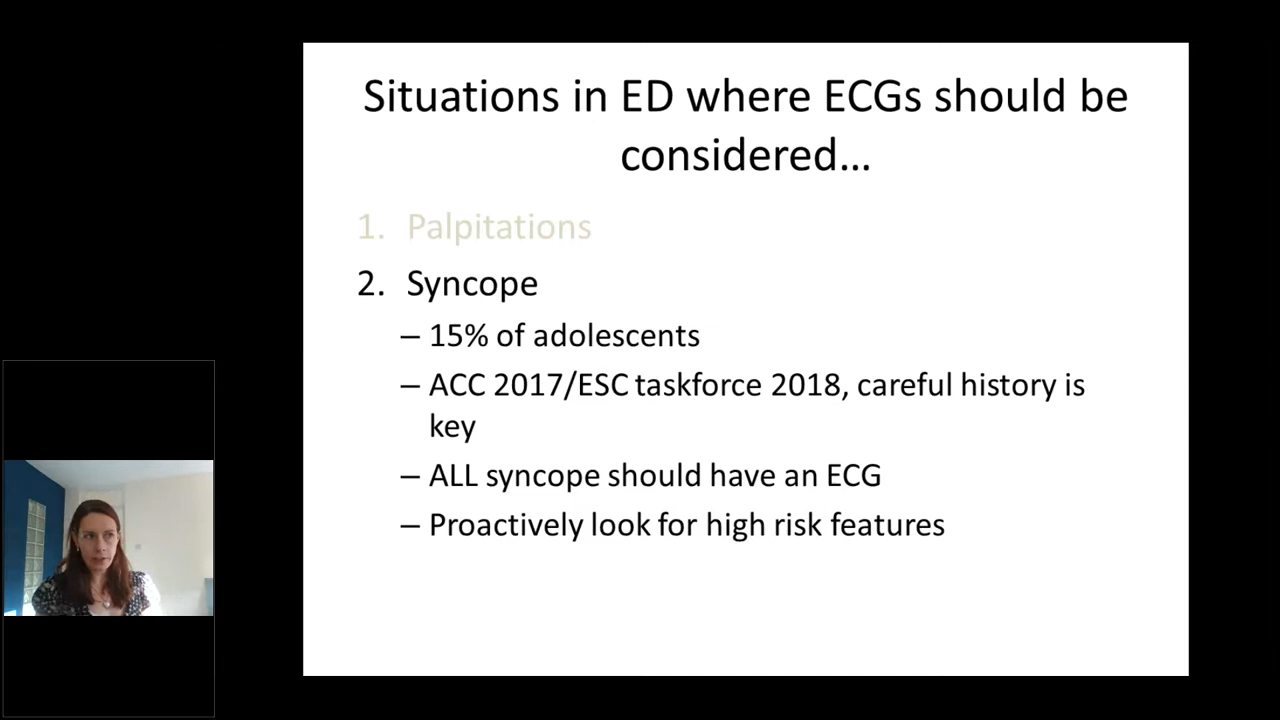 Situations in ED where ECGs should be
considered…
1. Palpitations
2. Syncope
– 15% of adolescents
– ACC 2017/ESC taskforce 2018, careful history is
key
– ALL syncope should have an ECG
– Proactively look for high risk features